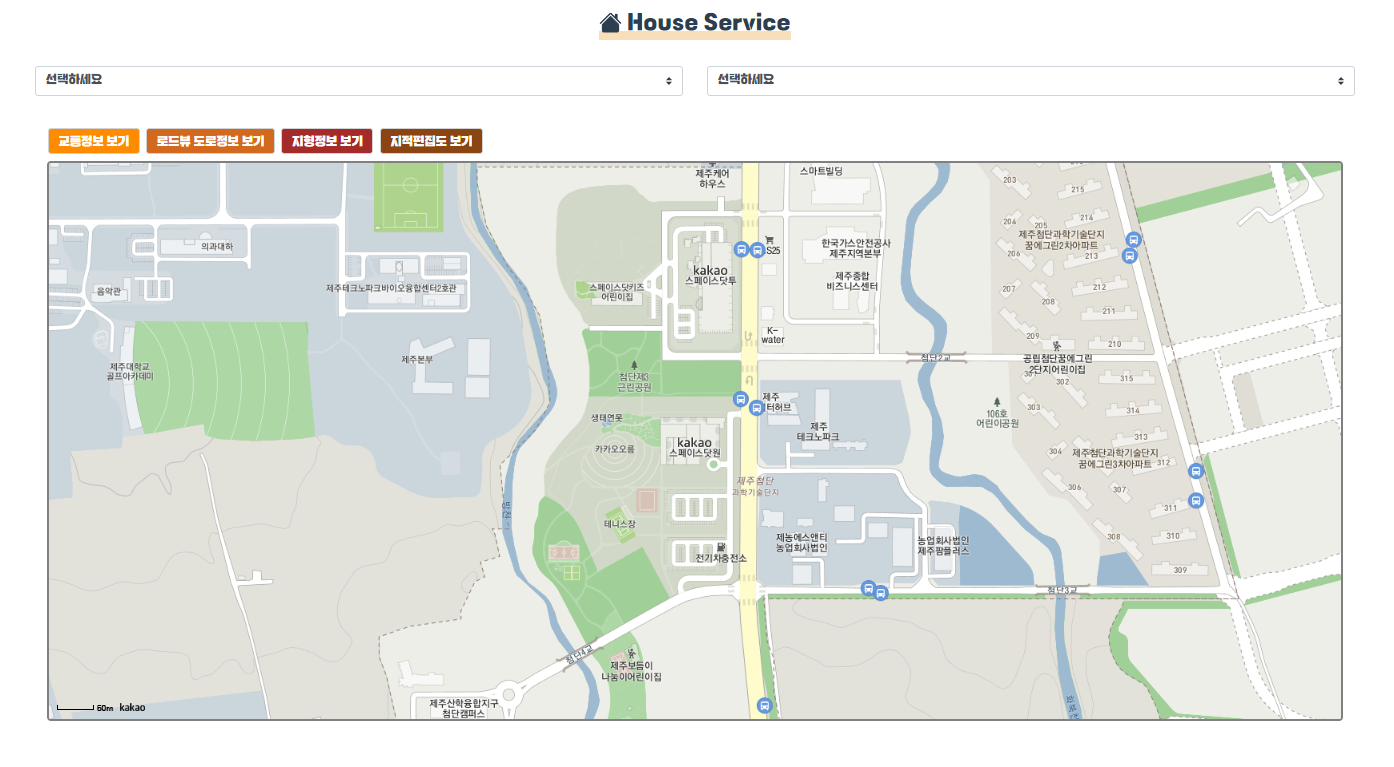 House Service
선택하세요
선택하세요
교통정보 보기
로드뷰 도로정보 보기
지형정보 보기
지적편집도 보기
제주케어
하우스
스마트빌딩
203
215
204
205
214
제주첨단과학기술단지
꿈에그린2차아파트
206
213
의과대학
S25
한국가스안전공사
제주지역본부
kakao
스페이스닷투
제주종합
비즈니스센터
음악관
제주테크노파크바이오융합센터2호관
스페이스닷키즈
어린이집
207
212
208
211
209
210
K-
water
첨단2교
공립첨단꿈에그린
2단지어린이집
제주본부
제주대학교
골프아카데미
첨단제3
근린공원
302
315
303
314
106호
어린이공원
제주
생태연못
카카오오름
kakao
스페이스닷원
제주
테크노파크
313
304
제주첨단과학기술단지
꿈에그린3차아파트
312
제주첨단
과학기술단지
306
307
311
테니스장
308
310
309
전기차충전소
제농에스앤티
농업회사법인
농업회사법인
제주팜플러스
첨단3교
첨단4교
제주보듬이
나눔이어린이집
제주산학융합지구
첨단캠퍼스
60m
kakao